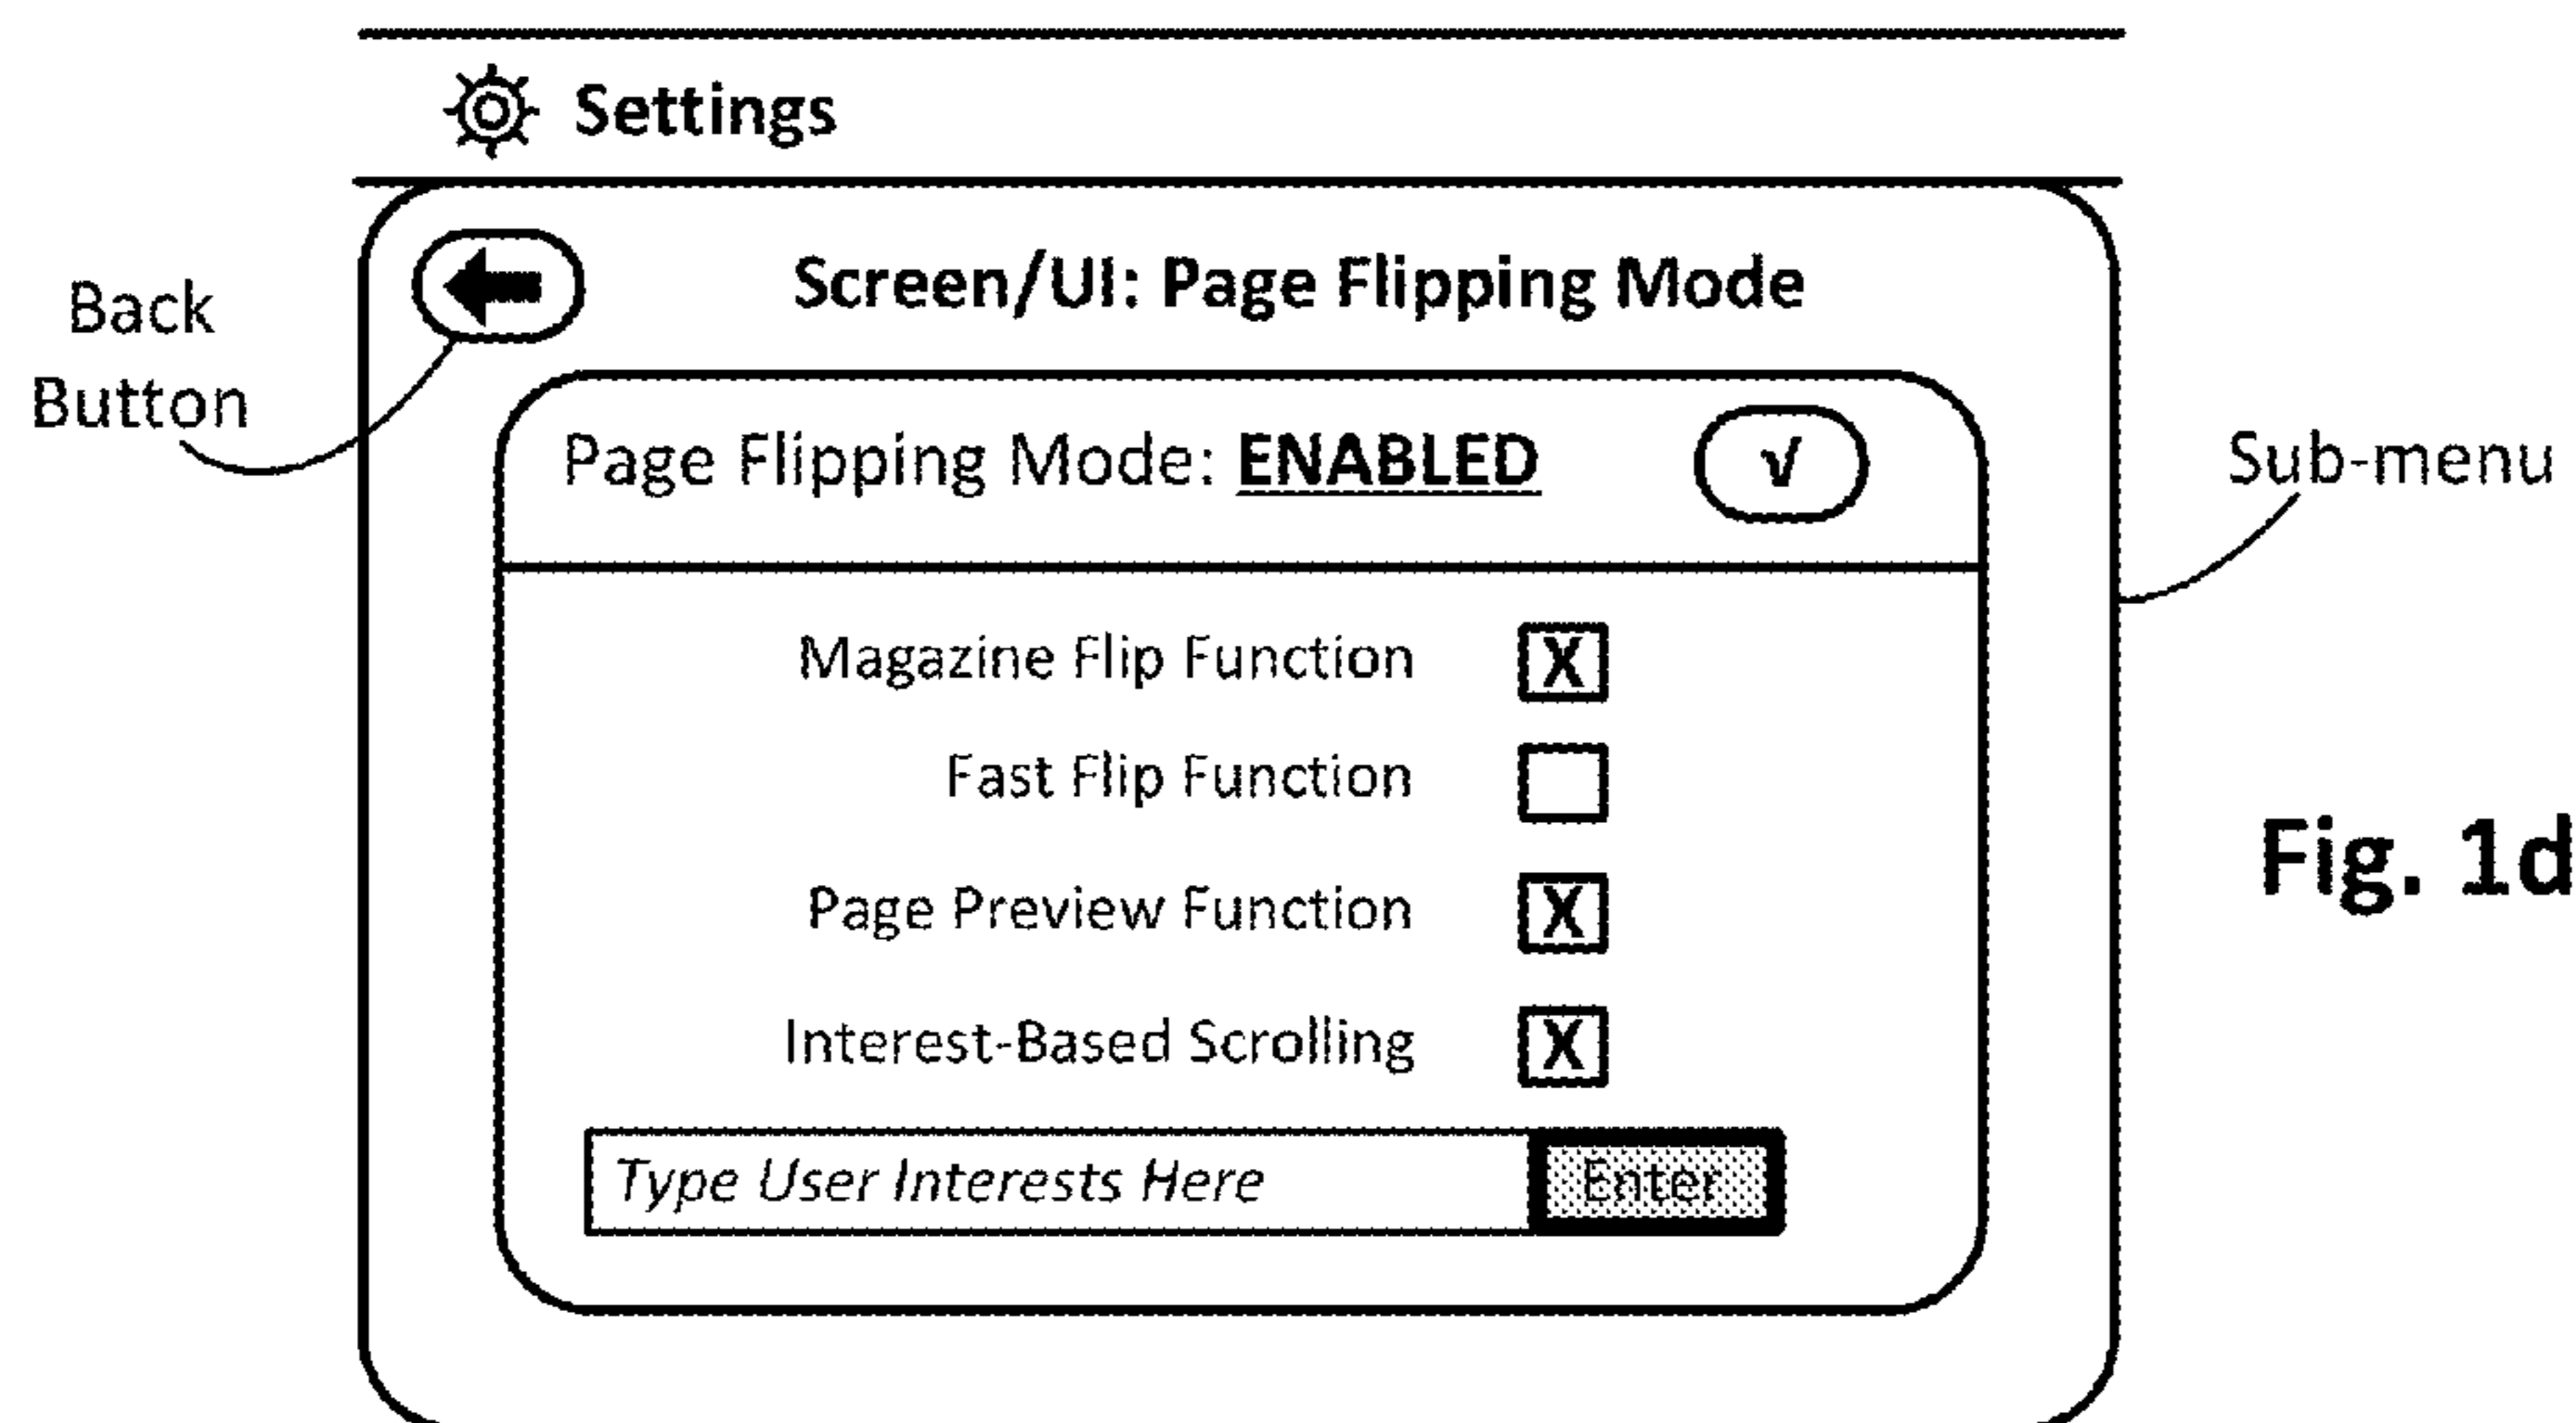 Settings
Screen/UI: Page Flipping Mode
Back
Button
Page Flipping Mode: ENABLED √
Sub-menu
Magazine Flip Function X
Fast Flip Function
Page Preview Function X
Fig. 1d
Interest-Based Scrolling X
Type User Interests Here Enter